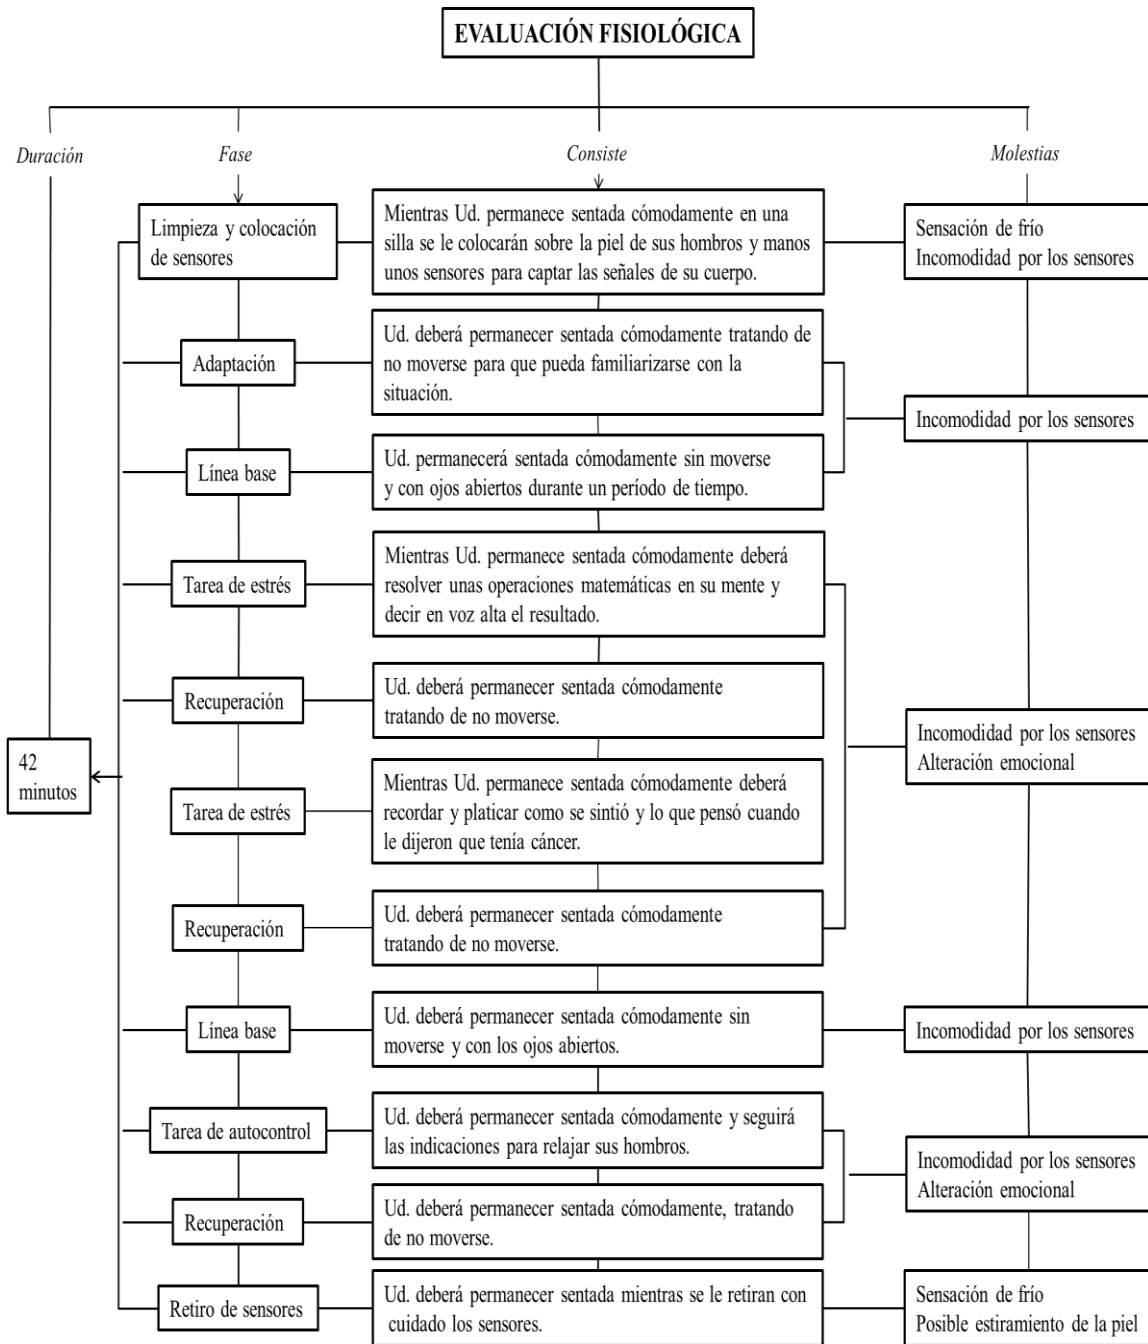 EVALUACIÓN FISIOLÓGICA
Duración
Fase
Consiste
Molestias
Limpieza y colocación
de sensores
Mientras Ud. permanece sentada cómodamente en una
silla se le colocarán sobre la piel de sus hombros y manos
unos sensores para captar las señales de su cuerpo.
Sensación de frío
Incomodidad por los sensores
Adaptación
Ud. deberá permanecer sentada cómodamente tratando de
no moverse para que pueda familiarizarse con la
situación.
Incomodidad por los sensores
Línea base
Ud. permanecerá sentada cómodamente sin moverse
y con ojos abiertos durante un período de tiempo.
Tarea de estrés
Mientras Ud. permanece sentada cómodamente deberá
resolver unas operaciones matemáticas en su mente y
decir en voz alta el resultado.
Recuperación
Ud. deberá permanecer sentada cómodamente
tratando de no moverse.
Incomodidad por los sensores
Alteración emocional
42
minutos
Tarea de estrés
Mientras Ud. permanece sentada cómodamente deberá
recordar y platicar como se sintió y lo que pensó cuando
le dijeron que tenía cáncer.
Recuperación
Ud. deberá permanecer sentada cómodamente
tratando de no moverse.
Línea base
Ud. deberá permanecer sentada cómodamente sin
moverse y con los ojos abiertos.
Incomodidad por los sensores
Tarea de autocontrol
Ud. deberá permanecer sentada cómodamente y seguirá
las indicaciones para relajar sus hombros.
Incomodidad por los sensores
Alteración emocional
Recuperación
Ud. deberá permanecer sentada cómodamente, tratando
de no moverse.
Retiro de sensores
Ud. deberá permanecer sentada mientras se le retiran con
cuidado los sensores.
Sensación de frío
Posible estiramiento de la piel